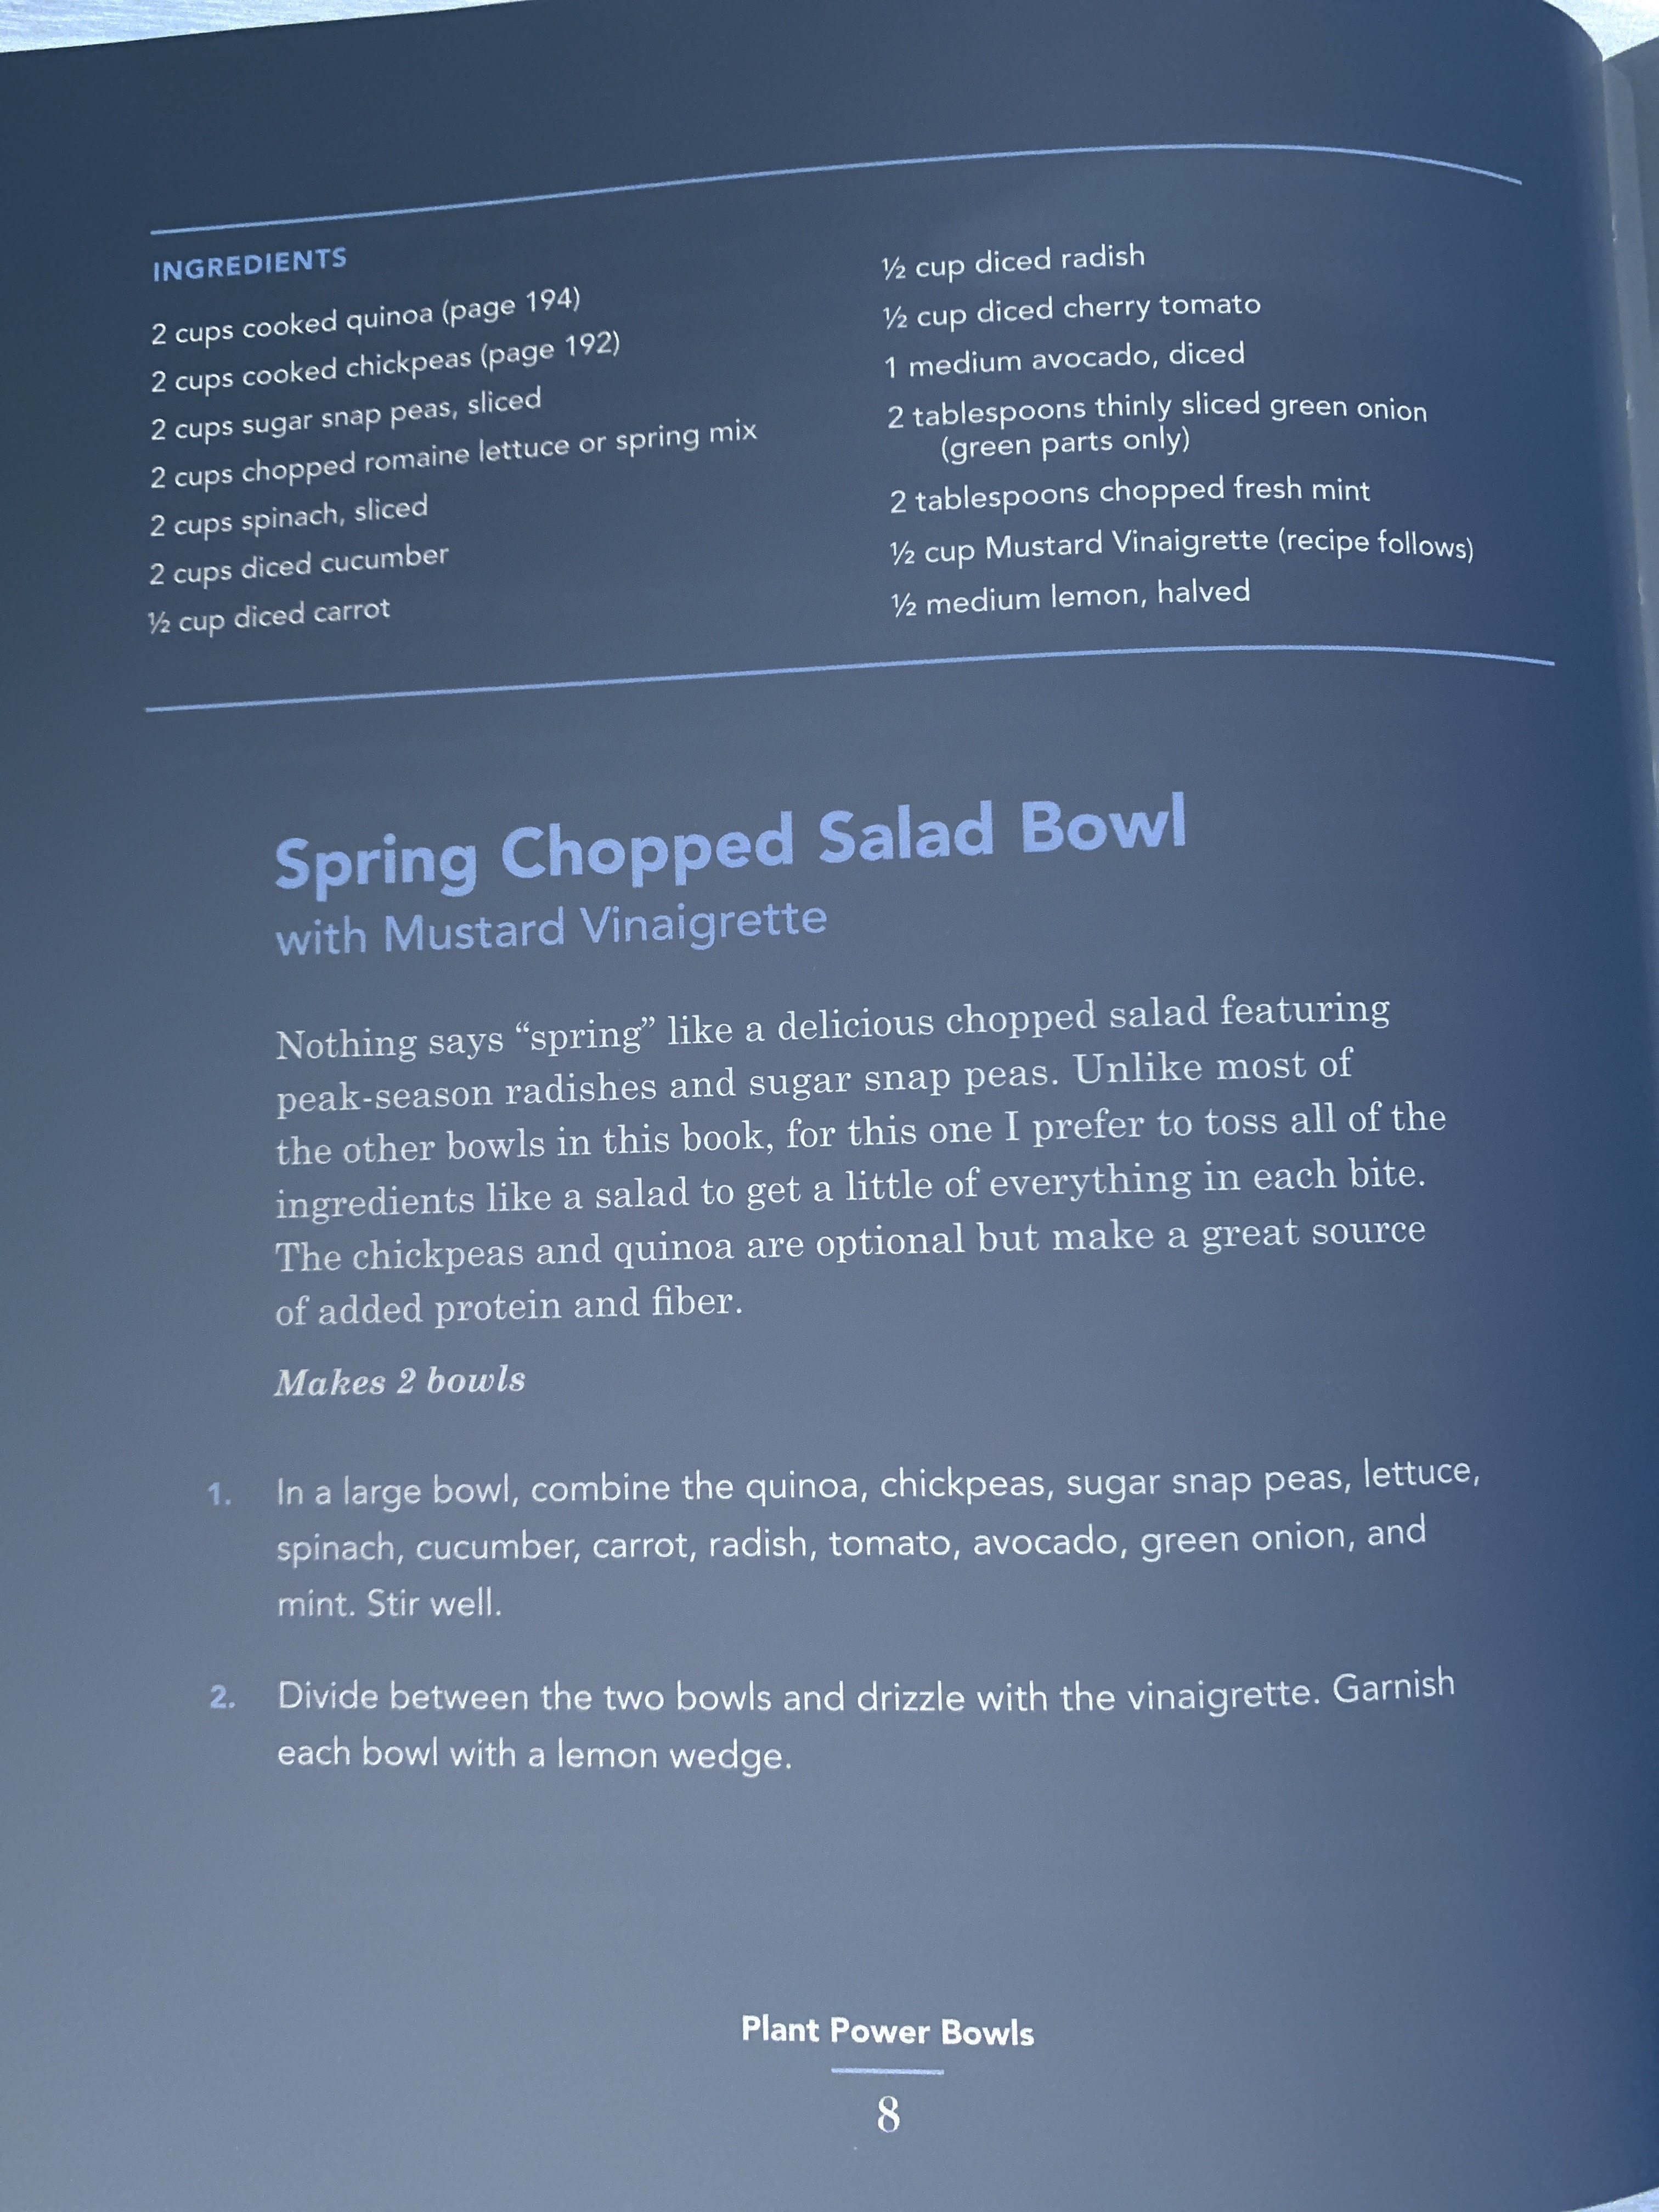 INGREDIENTS
2 cups cooked quinoa (page 194)
2 cups cooked chickpeas (page 192)
2 cups sugar snap peas, sliced
2 cups chopped romaine lettuce or spring mix
2 cups spinach, sliced
2 cups diced cucumber
½ cup diced carrot
½ cup diced radish
½ cup diced cherry tomato
1 medium avocado, diced
2 tablespoons thinly sliced green onion
(green parts only)
2 tablespoons chopped fresh mint
½ cup Mustard Vinaigrette (recipe follows)
½ medium lemon, halved
Spring Chopped Salad Bowl
with Mustard Vinaigrette
Nothing says “spring” like a delicious chopped salad featuring
peak-season radishes and sugar snap peas. Unlike most of
the other bowls in this book, for this one I prefer to toss all of the
ingredients like a salad to get a little of everything in each bite.
The chickpeas and quinoa are optional but make a great source
of added protein and fiber.
Makes 2 bowls
1. In a large bowl, combine the quinoa, chickpeas, sugar snap peas, lettuce,
spinach, cucumber, carrot, radish, tomato, avocado, green onion, and
mint. Stir well.
2. Divide between the two bowls and drizzle with the vinaigrette. Garnish
each bowl with a lemon wedge.
Plant Power Bowls
8